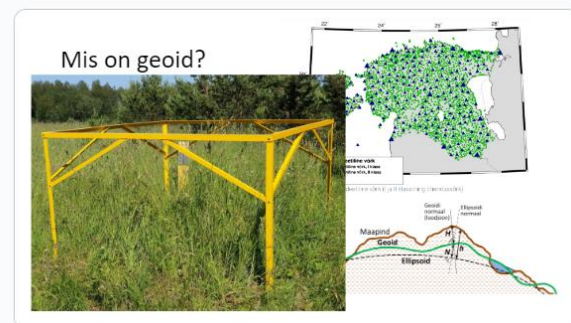 Mis on geoid?
22°
24°
26°
28°
Geoidi
normaal
(loodjoon)
Ellipsoidi
normaal
Maapind
Geoid
Ellipsoid
H
N
h